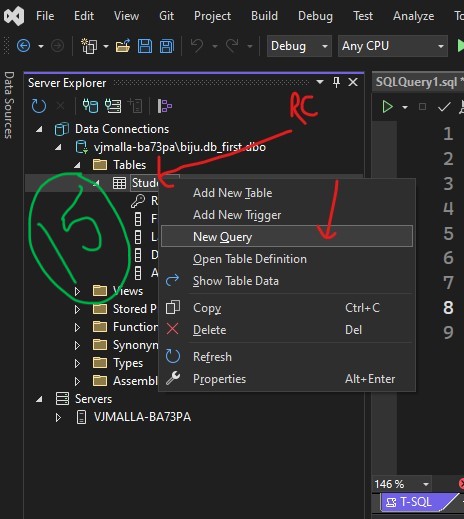 File Edit View Git Project Build Debug Test Analyze
Debug Any CPU
Data Sources
Server Explorer
SQLQuery1.sql *
RC
Data Connections
vjmalla-ba73pa\biju.db_first.dbo
Tables
Stude
R
F
L
D
A
Views
Stored P
Function
Synonym
Types
Assembl
Servers
VJMALLA-BA73PA
15
Add New Table
Add New Trigger
New Query
Open Table Definition
Show Table Data
Copy Ctrl+C
Delete Del
Refresh
Properties Alt+Enter
1
2
3
4
5
6
7
8
9
146 %
T-SQL